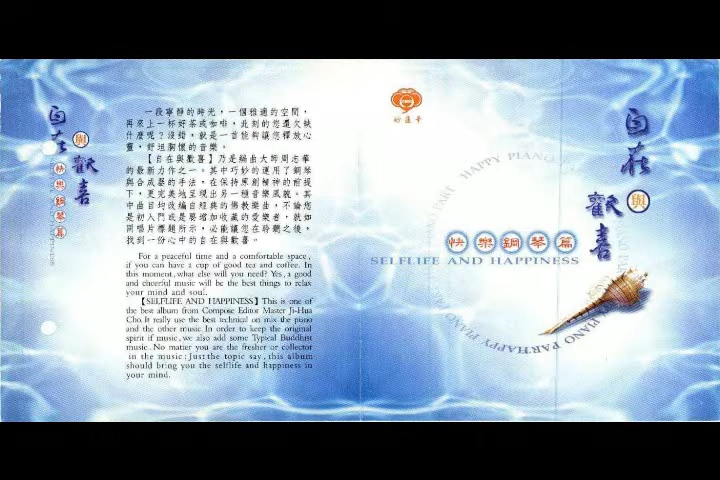 自在與歡喜
快樂鋼琴篇
一段寧靜的時光，一個雅適的空間，
再來上一杯好茶或咖啡，此刻的您還欠缺
什麼呢？沒錯，就是一首能夠讓您釋放心
靈，舒坦胸懷的音樂。
【自在與歡喜】乃是編曲大師周志華
的最新力作之一。其中巧妙的運用了鋼琴
與合成器的手法，在保持原創精神的前提
下，更完美地呈現出另一種音樂風貌。其
中曲目均改編自經典的佛教樂曲，不論您
是初入門或是要增加收藏的愛樂者，就如
同唱片標題所示，必能讓您在聆聽之後，
找到一份心中的自在與歡喜。
For a peaceful time and a comfortable space,
if you can have a cup of good tea and coffee. In
this moment, what else will you need? Yes, a good
and cheerful music will be the best things to relax
your mind and soul.
【SELFLIFE AND HAPPINESS】This is one of
the best album from Compose Editor Master Ji-Hua
Cho. It really use the best technical on mix the piano
and the other music. In order to keep the original
spirit if music, we also add some Typical Buddhist
music. No matter you are the fresher or collector
in the music; Just the topic say, this album
should bring you the selflife and happiness in
your mind.
妙蓮華
快樂鋼琴篇
SELFLIFE AND HAPPINESS
HAPPY PIANO PART
自在與歡喜